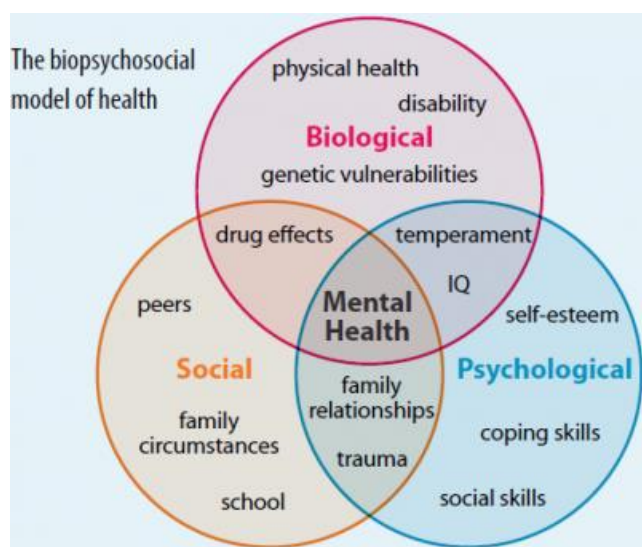 The biopsychosocial
model of health
physical health
disability
Biological
genetic vulnerabilities
drug effects
temperament
IQ
peers
Mental
Health
self-esteem
Social
Psychological
family
relationships
family
circumstances
coping skills
trauma
school
social skills